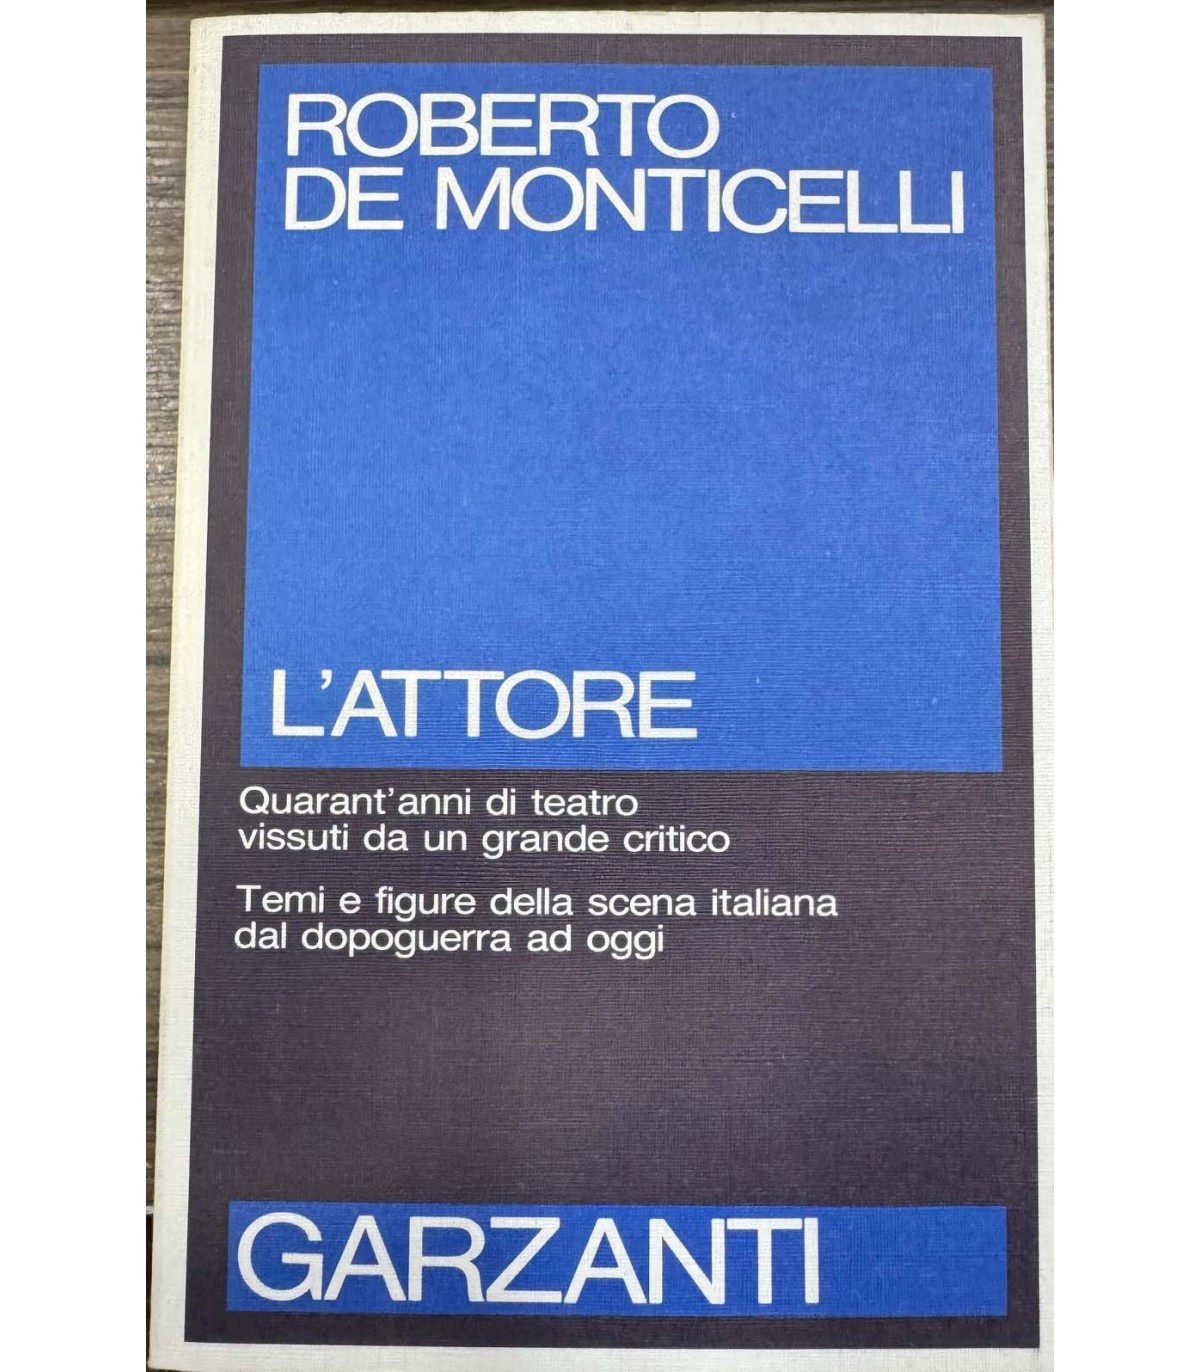 ROBERTO
DE MONTICELLI
L'ATTORE
Quarant'anni di teatro
vissuti da un grande critico
Temi e figure della scena italiana
dal dopoguerra ad oggi
GARZANTI